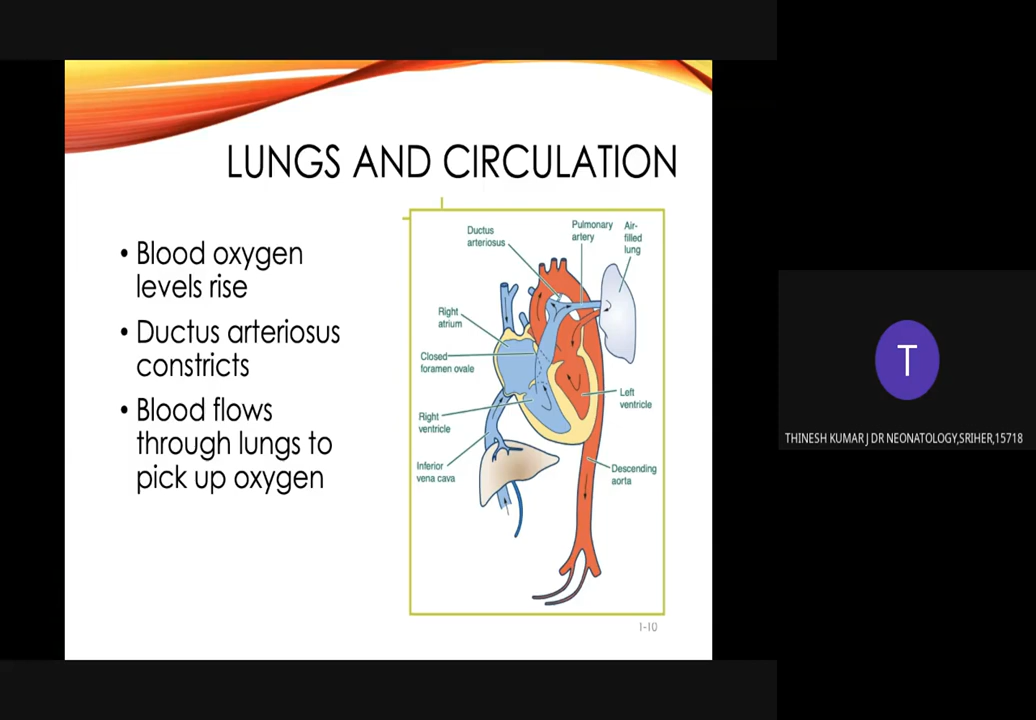 LUNGS AND CIRCULATION
• Blood oxygen
levels rise
• Ductus arteriosus
constricts
• Blood flows
through lungs to
pick up oxygen
Ductus
arteriosus
Pulmonary
artery
Air-
filled
lung
Right
atrium
Closed
foramen ovale
Right
ventricle
Left
ventricle
Inferior
vena cava
Descending
aorta
1-10
T
THINESH KUMAR J DR NEONATOLOGY,SRIHER,15718